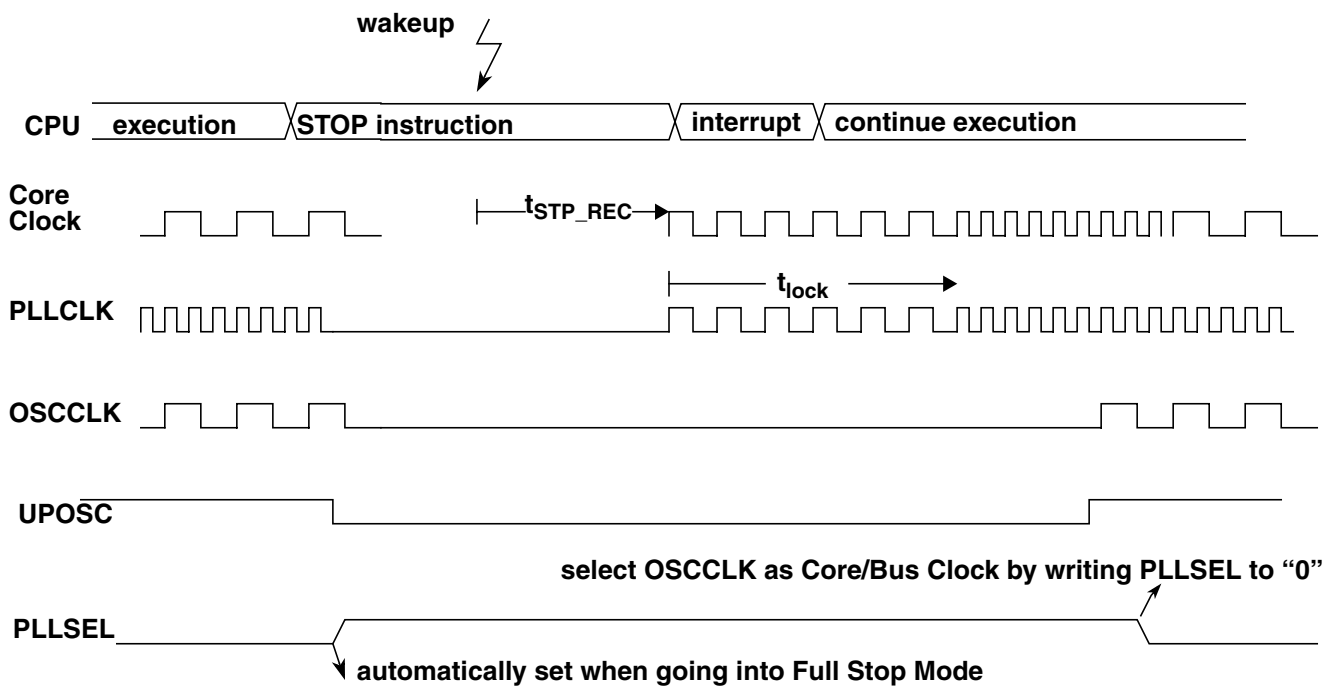 wakeup
CPU execution STOP instruction interrupt continue execution
Core
Clock
tSTP_REC
tlock
PLLCLK
OSCCLK
UPOSC
select OSCCLK as Core/Bus Clock by writing PLLSEL to “0”
PLLSEL
automatically set when going into Full Stop Mode